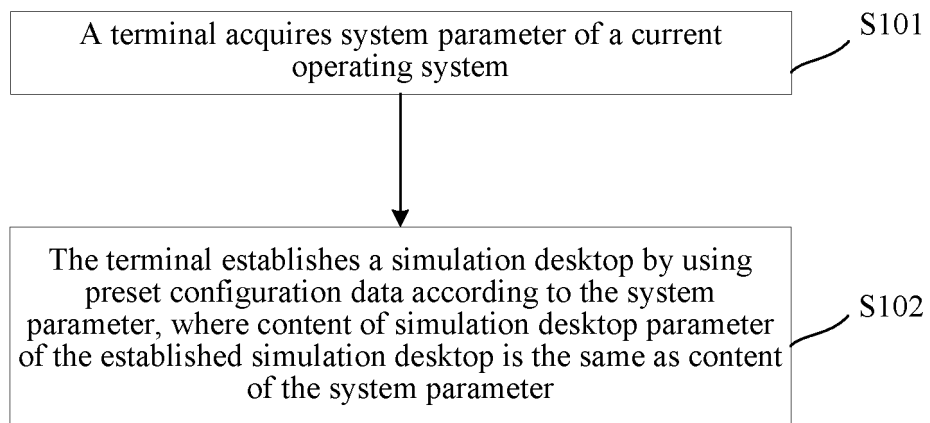 A terminal acquires system parameter of a current
operating system
S101
The terminal establishes a simulation desktop by using
preset configuration data according to the system
parameter, where content of simulation desktop parameter
of the established simulation desktop is the same as content
of the system parameter
S102